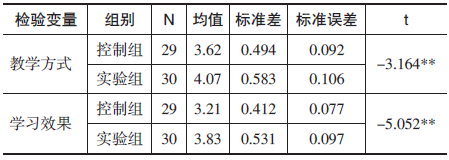 检验变量 组别 N 均值 标准差 标准误差 t
教学方式 控制组 29 3.62 0.494 0.092 -3.164**
实验组 30 4.07 0.583 0.106
学习效果 控制组 29 3.21 0.412 0.077 -5.052**
实验组 30 3.83 0.531 0.097